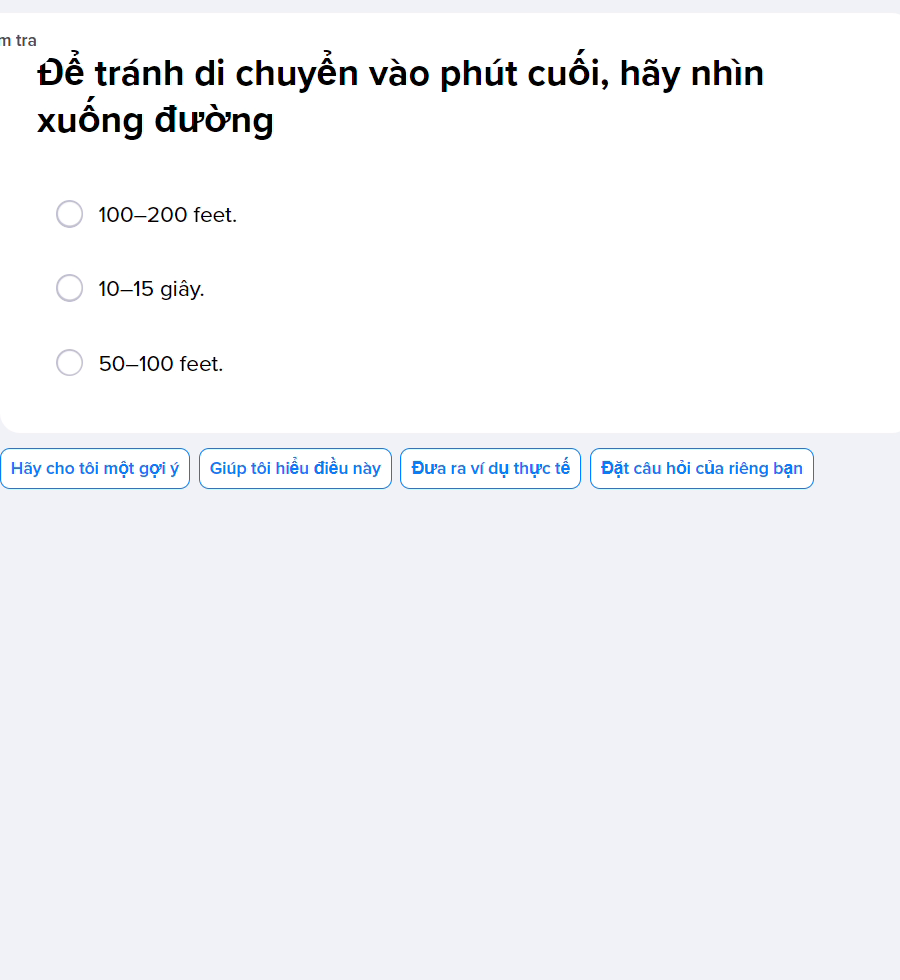 m tra
Để tránh di chuyển vào phút cuối, hãy nhìn
xuống đường
100–200 feet.
10–15 giây.
50–100 feet.
Hãy cho tôi một gợi ý
Giúp tôi hiểu điều này
Đưa ra ví dụ thực tế
Đặt câu hỏi của riêng bạn